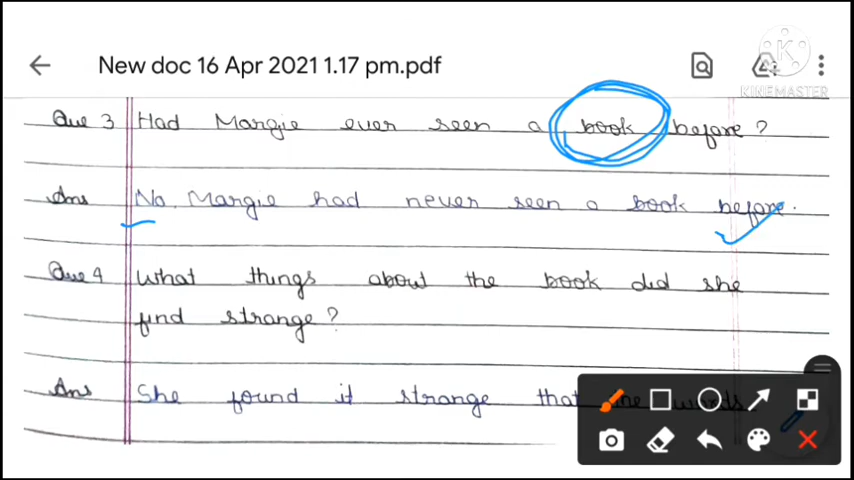 New doc 16 Apr 2021 1.17 pm.pdf
KINEMASTER
Que 3 Had Margie ever seen a book before?
Ans No, Margie had never seen a book before.
Que 4 What things about the book did she
find strange?
Ans She found it strange that the words